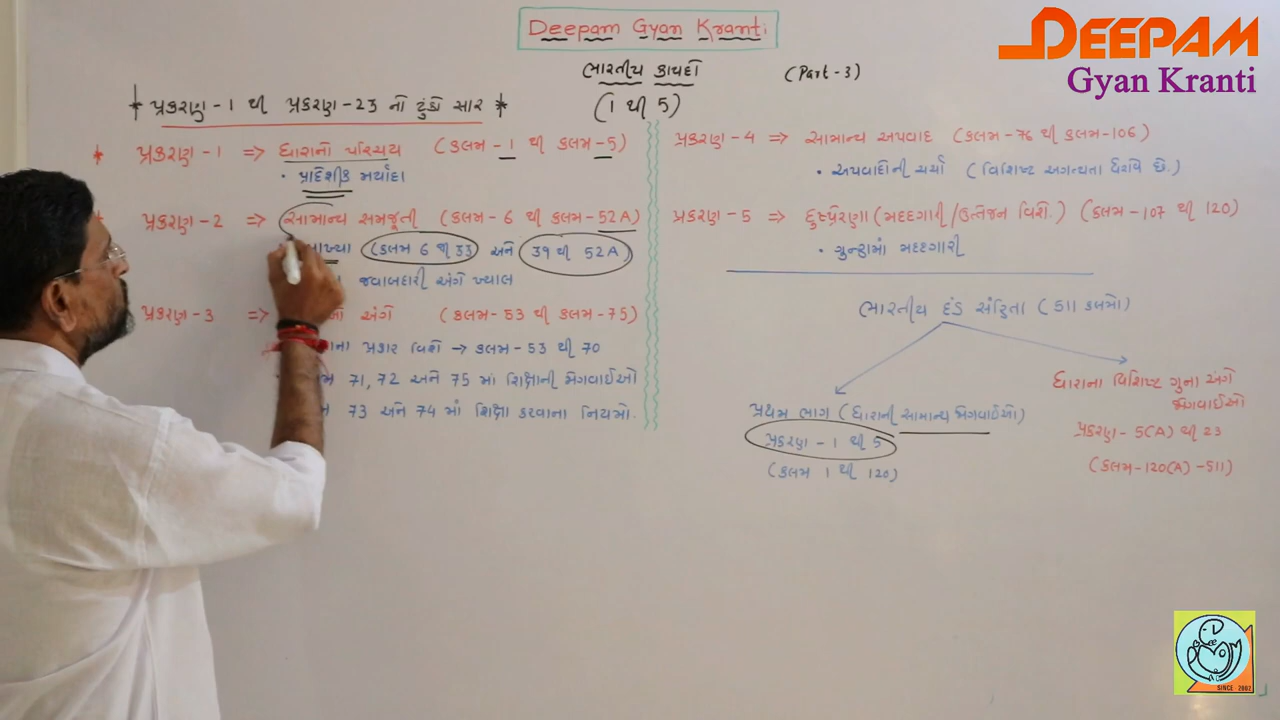 Deepam Gyan Kranti
DEEPAM
Gyan Kranti
ભારતીય કાયદો (Part-3)
* પ્રકરણ-1 થી પ્રકરણ-23 નો ટુંકો સાર * (1 થી 5)
* પ્રકરણ-1 => ધારાનો પરિચય (કલમ-1 થી કલમ-5)
• પ્રાદેશીક મર્યાદા
પ્રકરણ-2 => સામાન્ય સમજૂતી (કલમ-6 થી કલમ-52A)
(કલમ 6 થી 33) અને 39 થી 52A)
જવાબદારી અંગે ખ્યાલ
પ્રકરણ-3 => અંગે (કલમ-53 થી કલમ-75)
પ્રકાર વિશે → કલમ-53 થી 70
71, 72 અને 75 માં શિક્ષાની જોગવાઈઓ
73 અને 74 માં શિક્ષા કરવાના નિયમો.
પ્રકરણ-4 => સામાન્ય અપવાદ (કલમ-76 થી કલમ-106)
• અપવાદોની ચર્ચા (વિશિષ્ટ અગત્યતા ધરાવે છે.)
પ્રકરણ-5 => દુષ્પ્રેરણા (મદદગારી/ઉત્તેજન વિશે.) (કલમ-107 થી 120)
• ગુન્હામાં મદદગારી
ભારતીય દંડ સંહિતા (511 કલમો)
પ્રથમ ભાગ (ધારાની સામાન્ય જોગવાઈઓ)
પ્રકરણ-1 થી 5
(કલમ 1 થી 120)
ધારાના વિશિષ્ટ ગુના અંગે
જોગવાઈઓ
પ્રકરણ-5(A) થી 23
(કલમ-120(A) -511)
SINCE - 2002